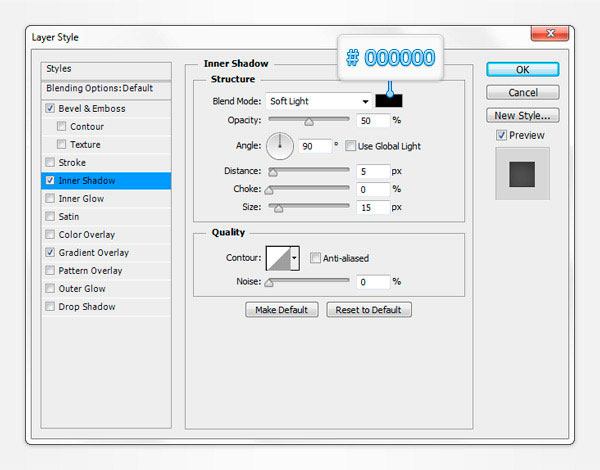 Layer Style
Styles
Blending Options:Default
Bevel & Emboss
Contour
Texture
Stroke
Inner Shadow
Inner Glow
Satin
Color Overlay
Gradient Overlay
Pattern Overlay
Outer Glow
Drop Shadow
Inner Shadow
Structure
# 000000
Blend Mode: Soft Light
Opacity: 50 %
Angle: 90 ° Use Global Light
Distance: 5 px
Choke: 0 %
Size: 15 px
Quality
Contour: Anti-aliased
Noise: 0 %
Make Default Reset to Default
OK
Cancel
New Style...
Preview